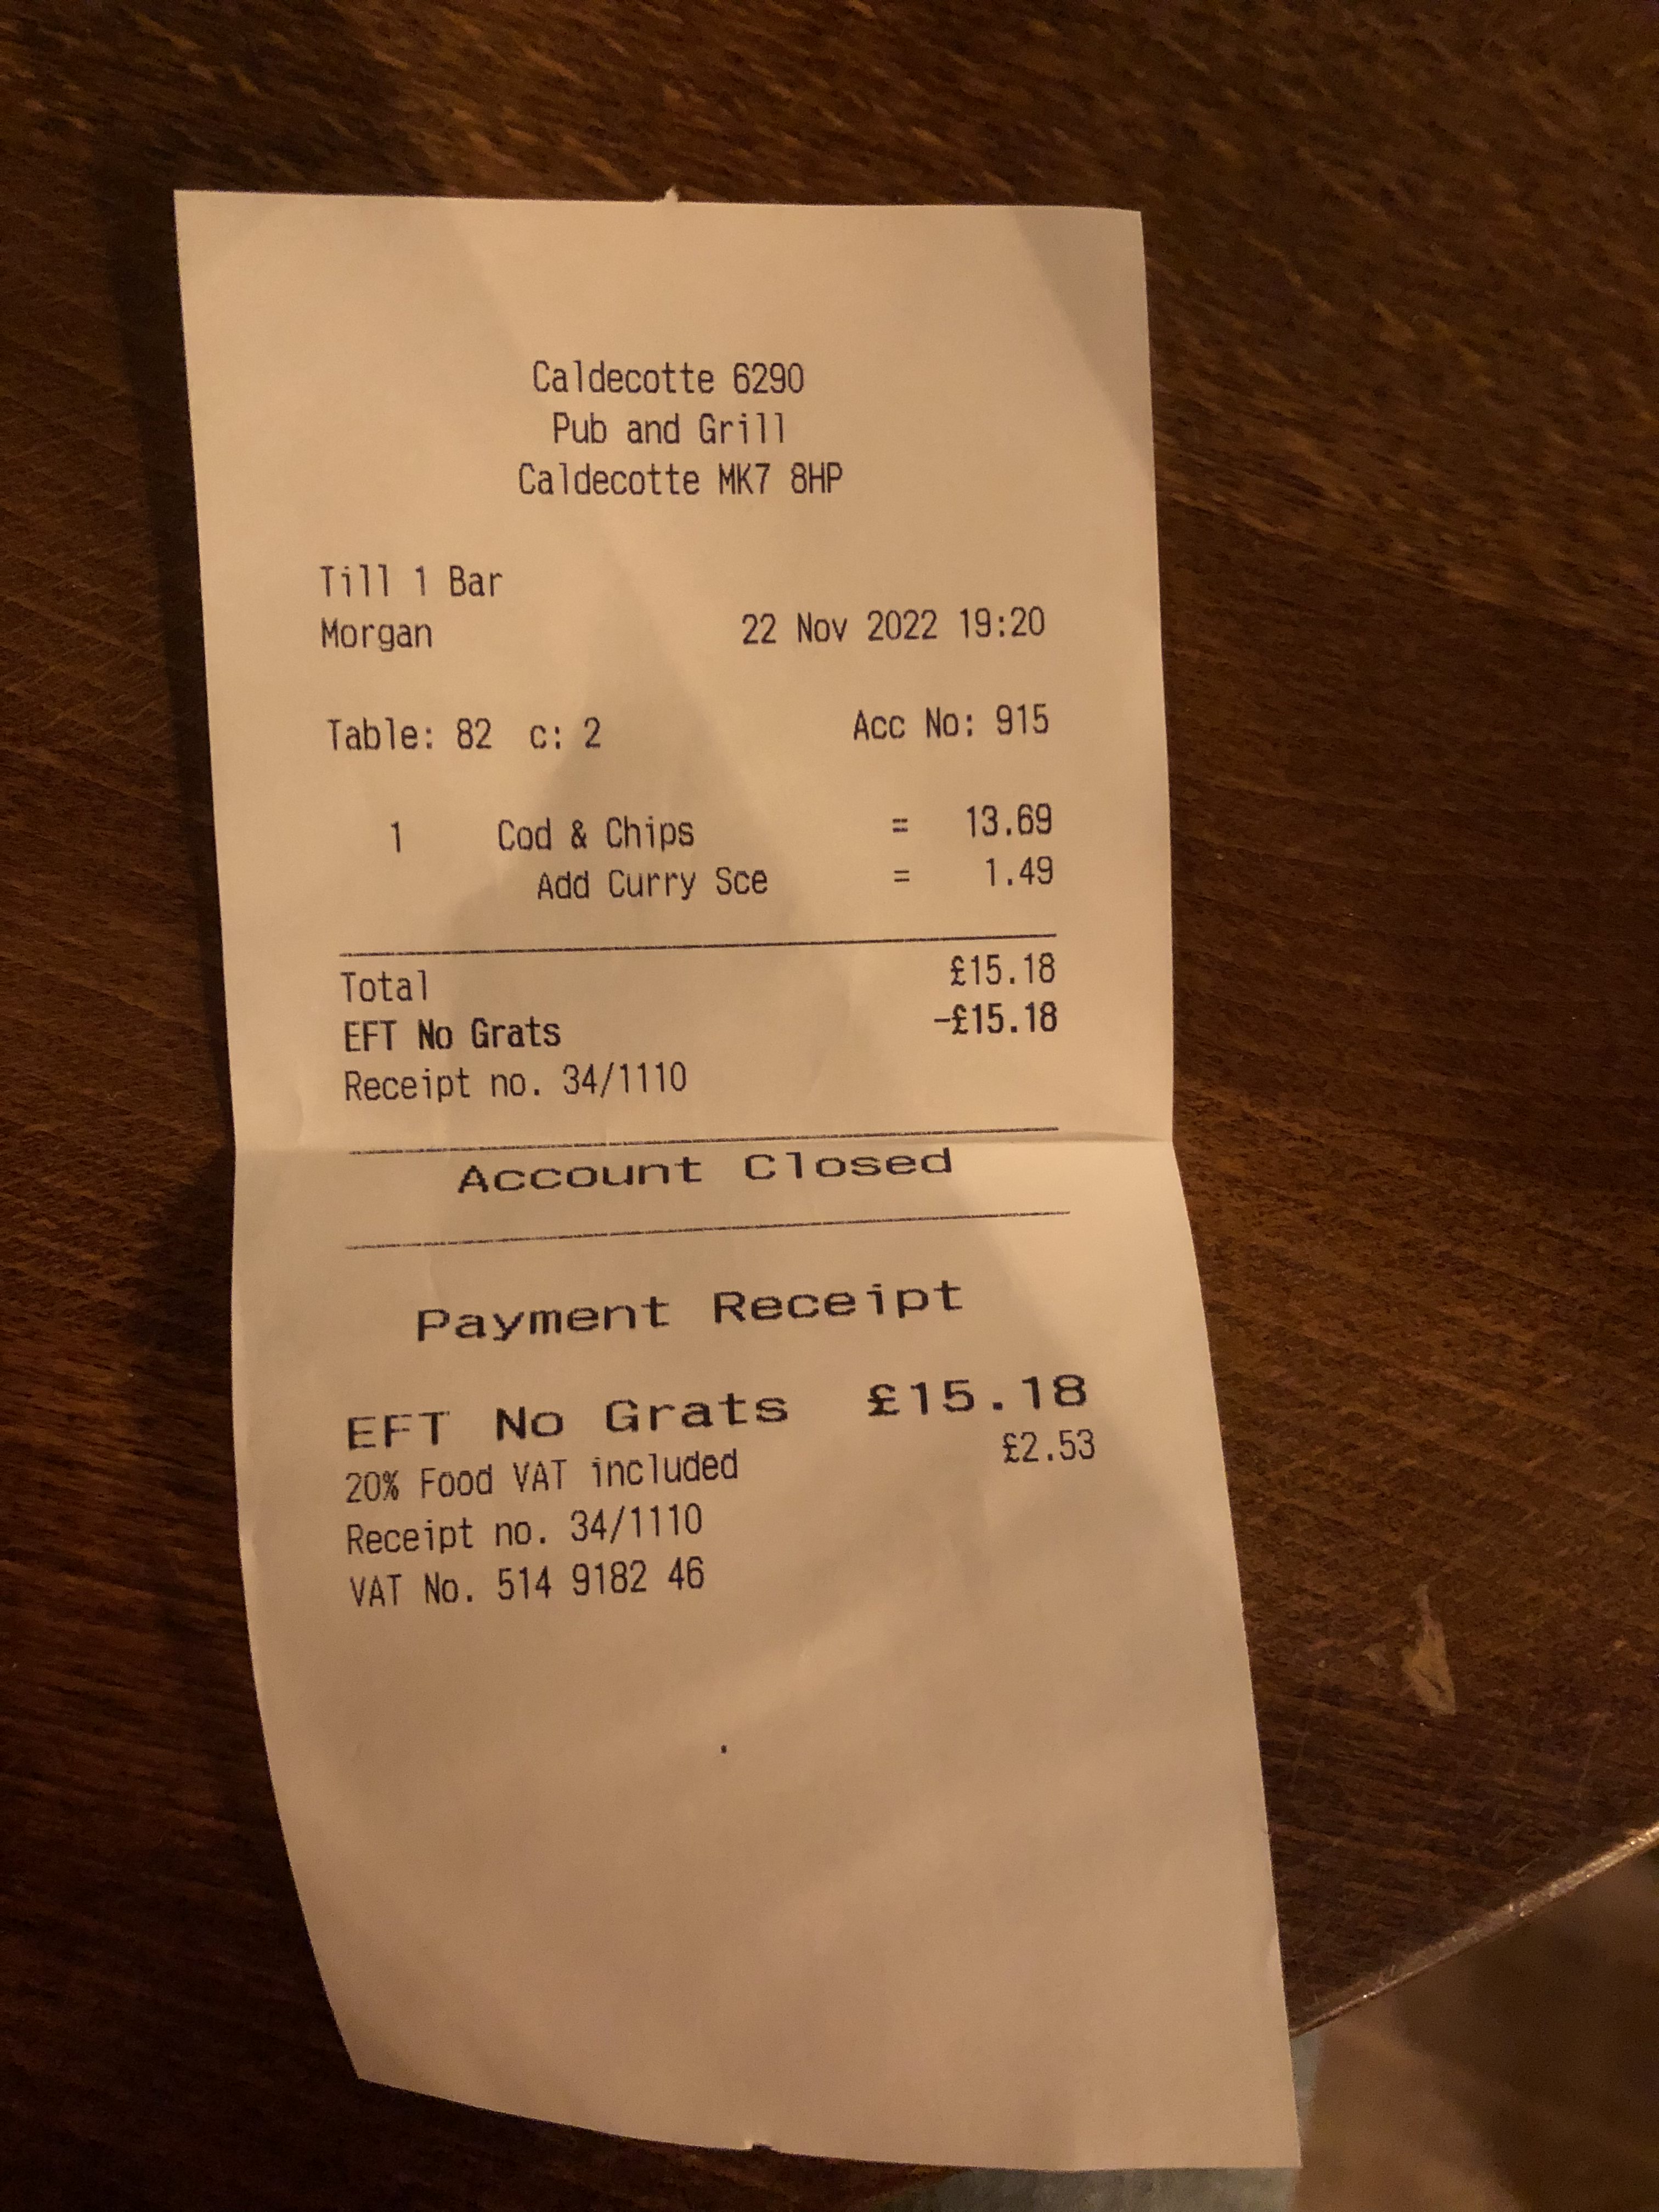 Caldecotte 6290
Pub and Grill
Caldecotte MK7 8HP
Till 1 Bar
Morgan 22 Nov 2022 19:20
Table: 82 c: 2 Acc No: 915
1 Cod & Chips = 13.69
Add Curry Sce = 1.49
Total £15.18
EFT No Grats -£15.18
Receipt no. 34/1110
Account Closed
Payment Receipt
EFT No Grats £15.18
20% Food VAT included £2.53
Receipt no. 34/1110
VAT No. 514 9182 46